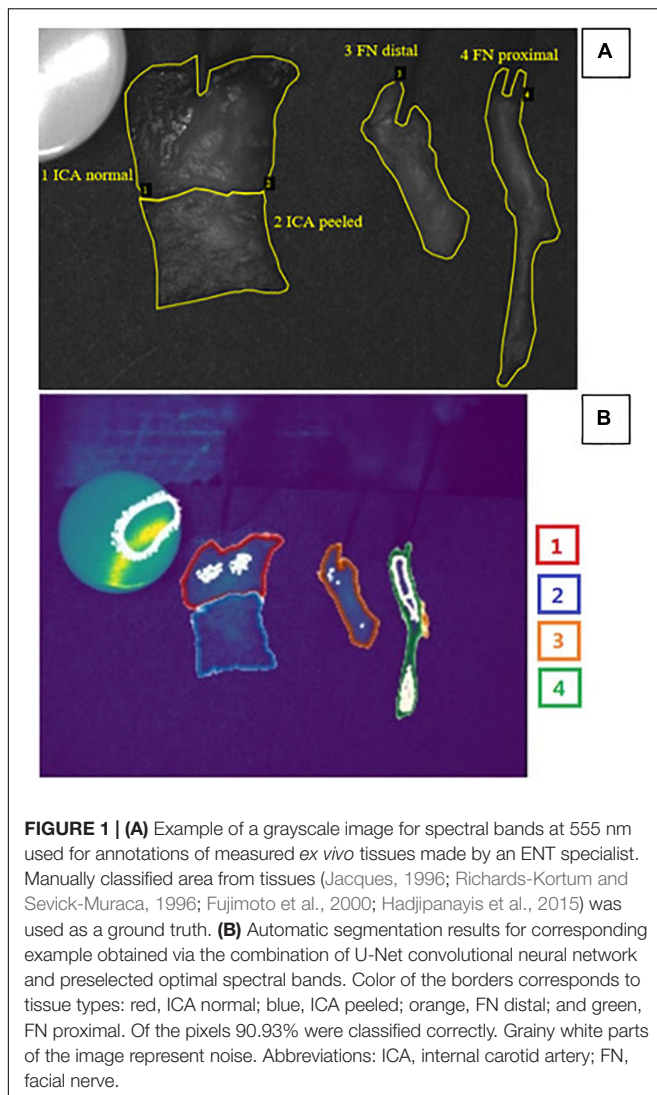 A
3 FN distal
4 FN proximal
3
4
1 ICA normal
1
2
2 ICA peeled
B
1
2
3
4
FIGURE 1 | (A) Example of a grayscale image for spectral bands at 555 nm
used for annotations of measured ex vivo tissues made by an ENT specialist.
Manually classified area from tissues (Jacques, 1996; Richards-Kortum and
Sevick-Muraca, 1996; Fujimoto et al., 2000; Hadjipanayis et al., 2015) was
used as a ground truth. (B) Automatic segmentation results for corresponding
example obtained via the combination of U-Net convolutional neural network
and preselected optimal spectral bands. Color of the borders corresponds to
tissue types: red, ICA normal; blue, ICA peeled; orange, FN distal; and green,
FN proximal. Of the pixels 90.93% were classified correctly. Grainy white parts
of the image represent noise. Abbreviations: ICA, internal carotid artery; FN,
facial nerve.